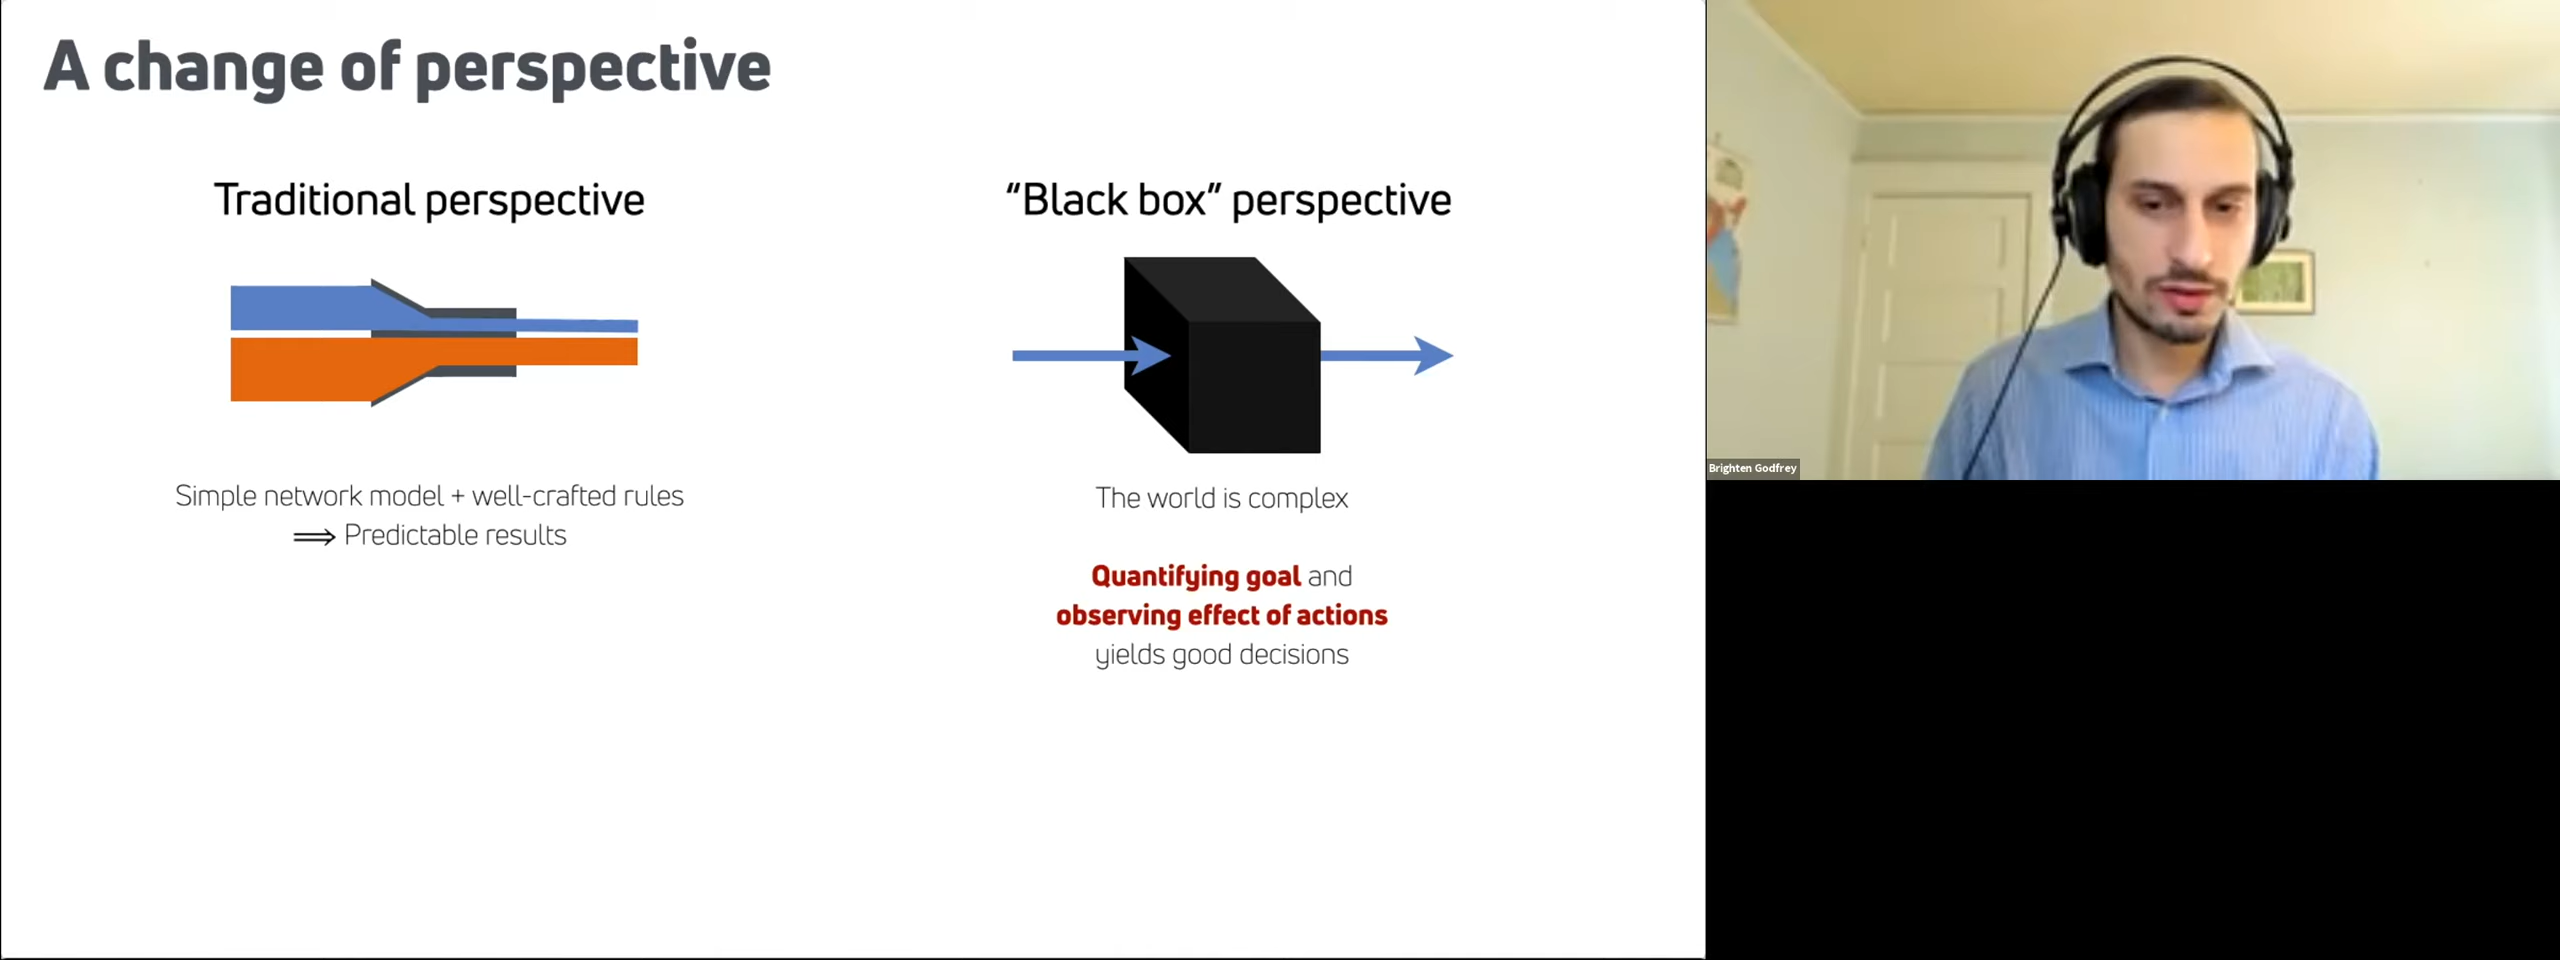 A change of perspective
Traditional perspective
Simple network model + well-crafted rules
⟹ Predictable results
“Black box” perspective
The world is complex
Quantifying goal and
observing effect of actions
yields good decisions
Brighten Godfrey